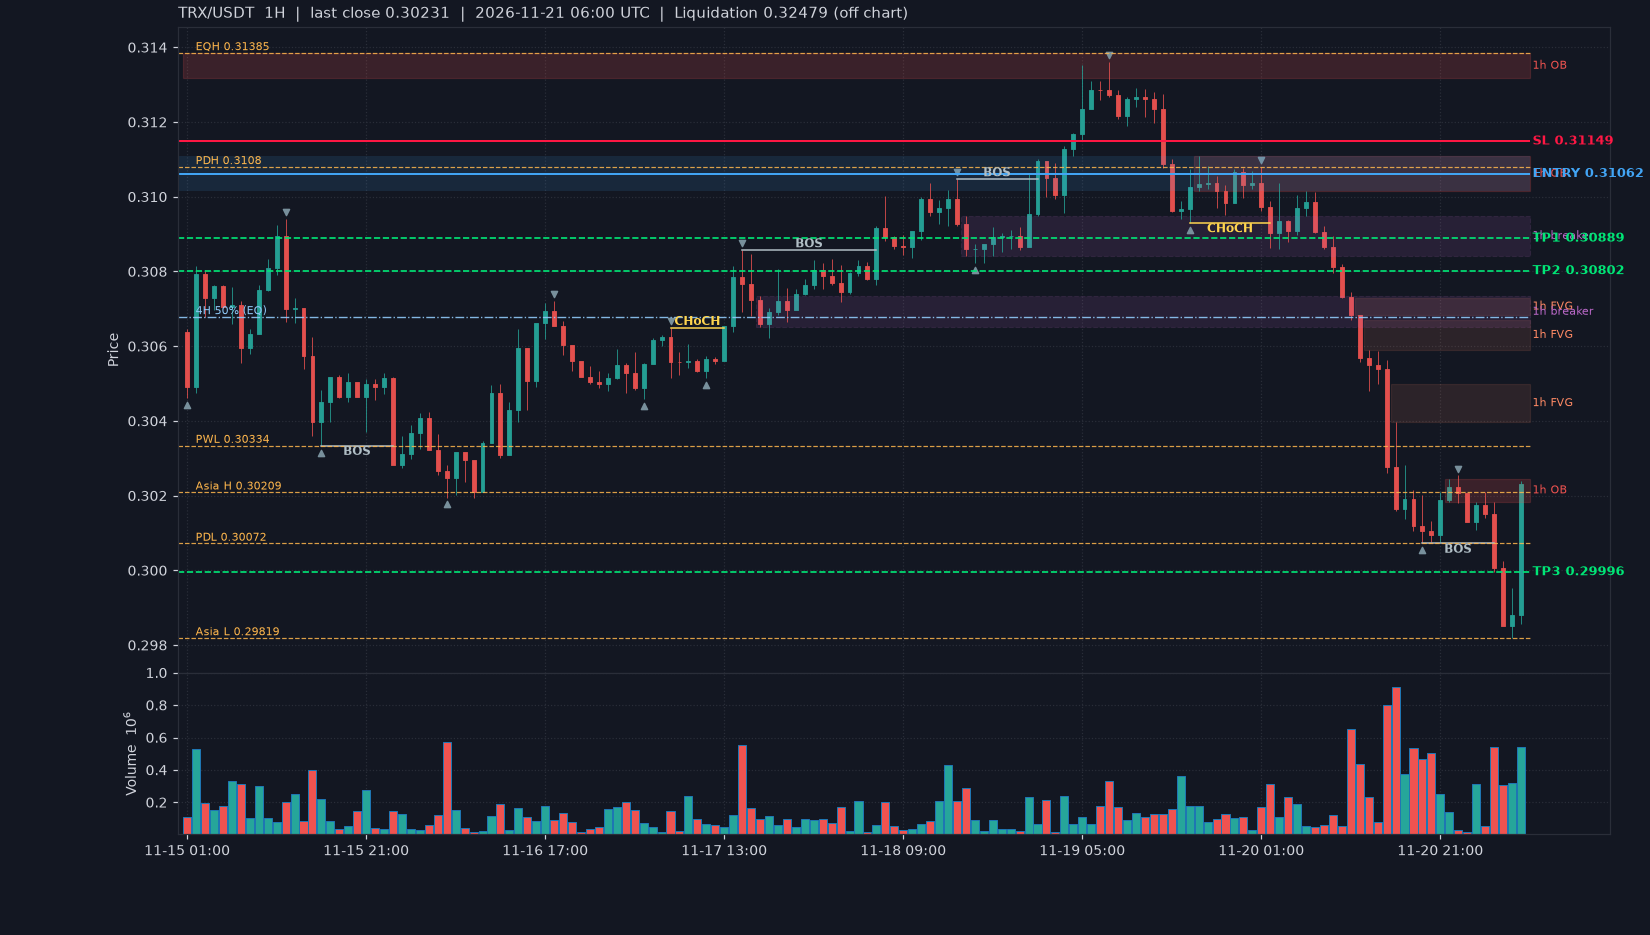 TRX/USDT  1H  |  last close 0.30231  |  2026-11-21 06:00 UTC  |  Liquidation 0.32479 (off chart)
0.314
EQH 0.31385
1h OB
0.312
SL 0.31149
PDH 0.3108
BOS
ENTRY 0.31062
0.310
CHoCH
BOS
TP1 0.30889
0.308
TP2 0.30802
4H 50% (EQ)
1h FVG
1h breaker
CHoCH
Price
0.306
1h FVG
0.304
1h FVG
PWL 0.30334
BOS
0.302
Asia H 0.30209
1h OB
PDL 0.30072
BOS
0.300
TP3 0.29996
Asia L 0.29819
0.298
1.0
0.8
0.6
0.4
0.2
Volume 10⁶
11-15 01:00
11-15 21:00
11-16 17:00
11-17 13:00
11-18 09:00
11-19 05:00
11-20 01:00
11-20 21:00